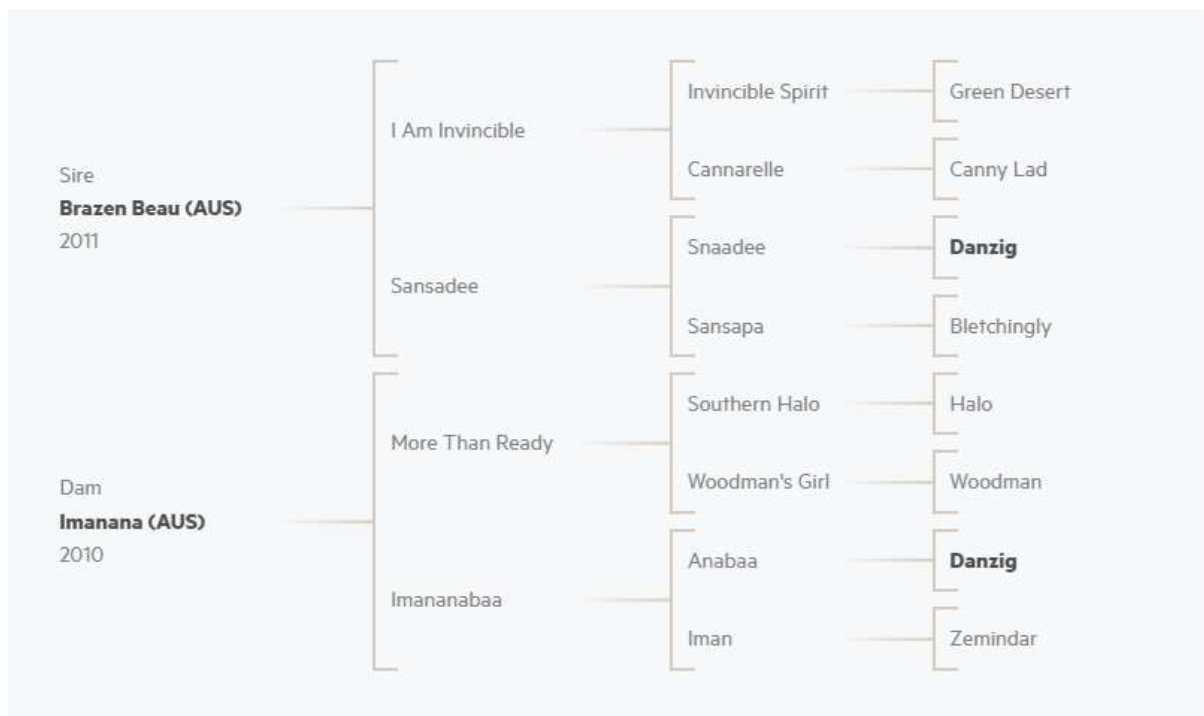 Sire
Brazen Beau (AUS)
2011
I Am Invincible
Invincible Spirit
Green Desert
Cannarelle
Canny Lad
Sansadee
Snaadee
Danzig
Sansapa
Bletchingly
Dam
Imanana (AUS)
2010
More Than Ready
Southern Halo
Halo
Woodman's Girl
Woodman
Imananabaa
Anabaa
Danzig
Iman
Zemindar